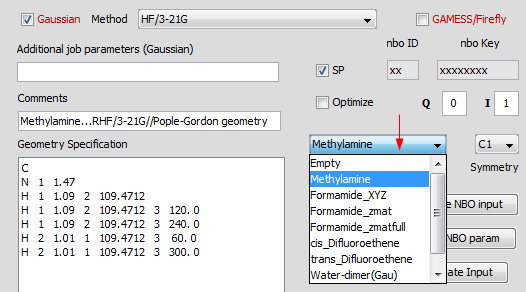 Gaussian Method HF/3-21G GAMESS/Firefly
Additional job parameters (Gaussian)
nbo ID nbo Key
SP xx xxxxxxxx
Comments
Optimize Q 0 I 1
Methylamine...RHF/3-21G//Pople-Gordon geometry
Geometry Specification
C
N 1 1.47
H 1 1.09 2 109.4712
H 1 1.09 2 109.4712 3 120.0
H 1 1.09 2 109.4712 3 240.0
H 2 1.01 1 109.4712 3 60.0
H 2 1.01 1 109.4712 3 300.0
Methylamine C1
Symmetry
Empty
Methylamine
Formamide_XYZ
Formamide_zmat
Formamide_zmatfull
cis_Difluoroethene
trans_Difluoroethene
Water-dimer(Gau)
e NBO input
NBO param
ate Input